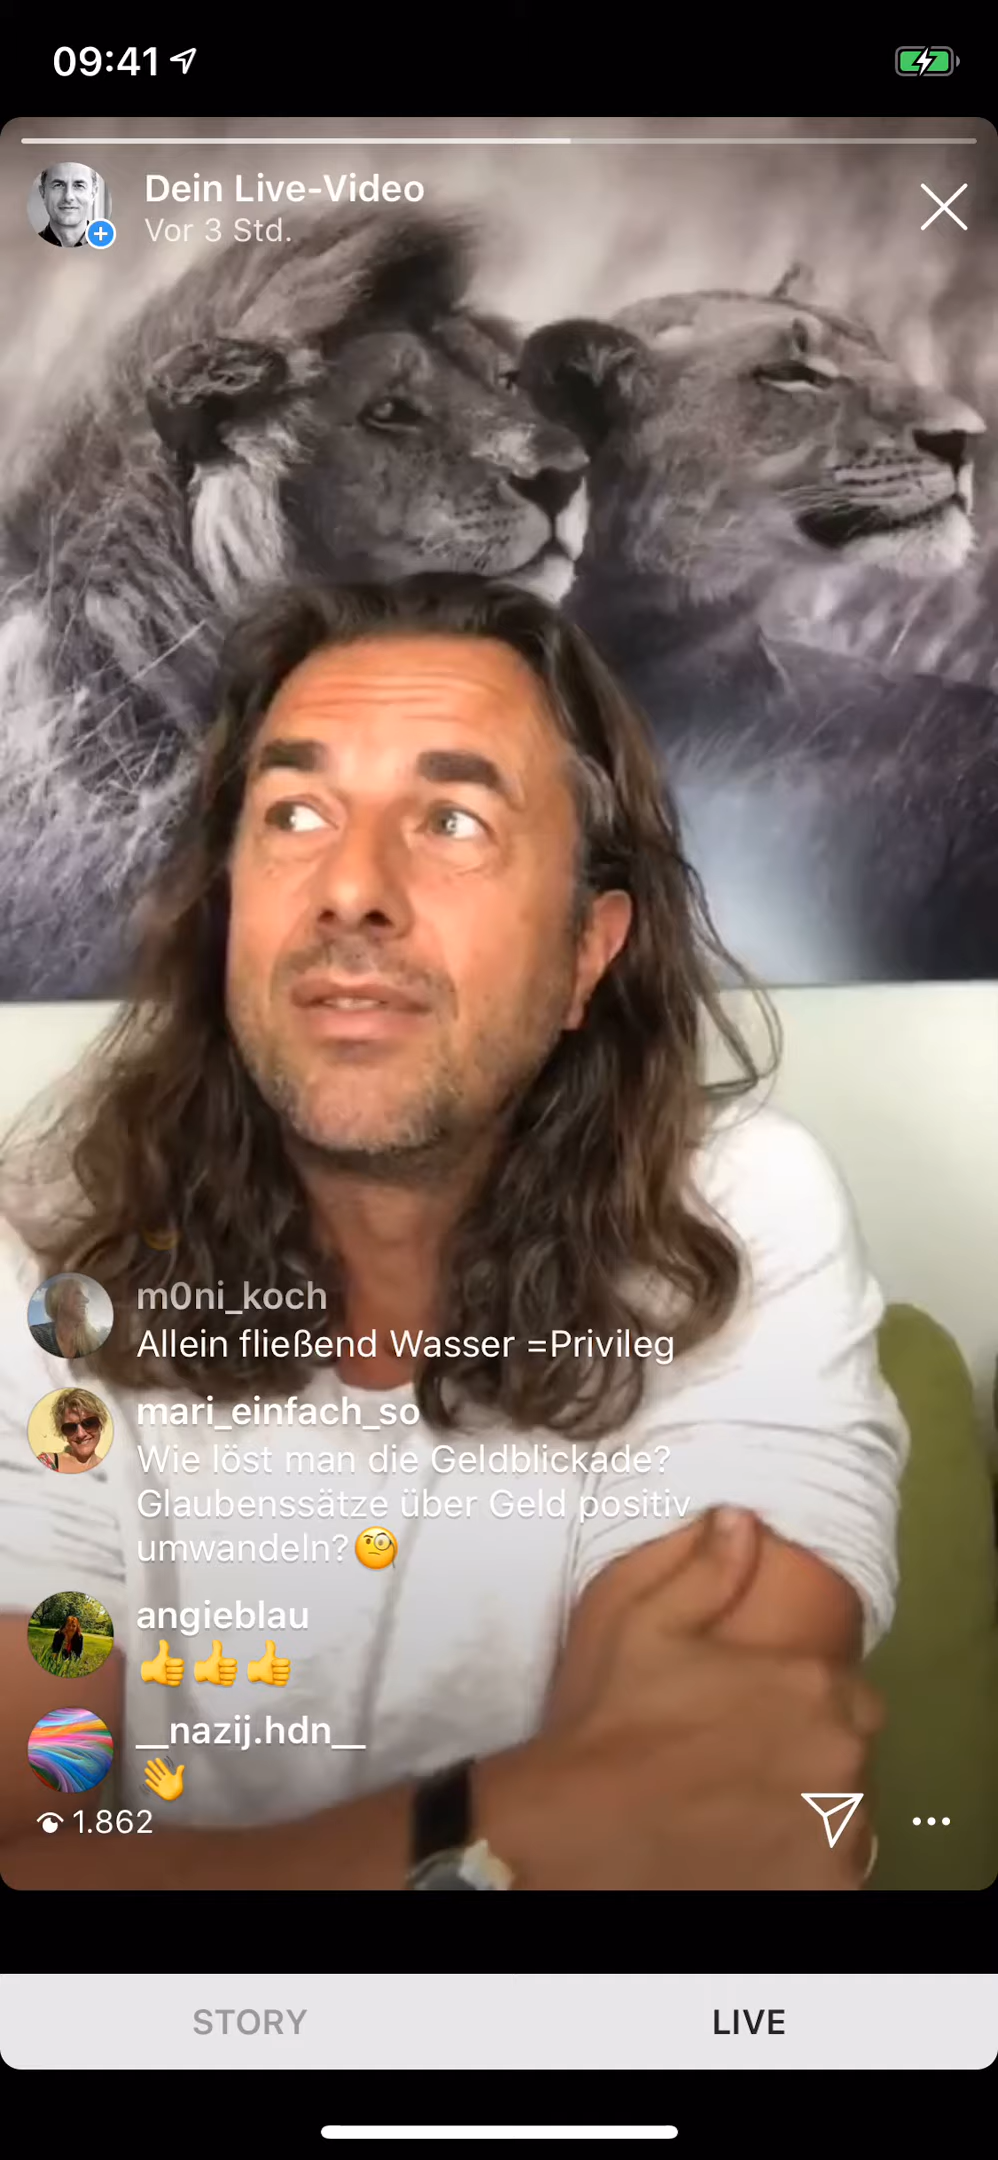 09:41
Dein Live-Video
Vor 3 Std.
m0ni_koch
Allein fließend Wasser =Privileg
mari_einfach_so
Wie löst man die Geldblickade?
Glaubenssätze über Geld positiv
umwandeln?🧐
angieblau
👍👍👍
__nazij.hdn__
👋
1.862
STORY
LIVE